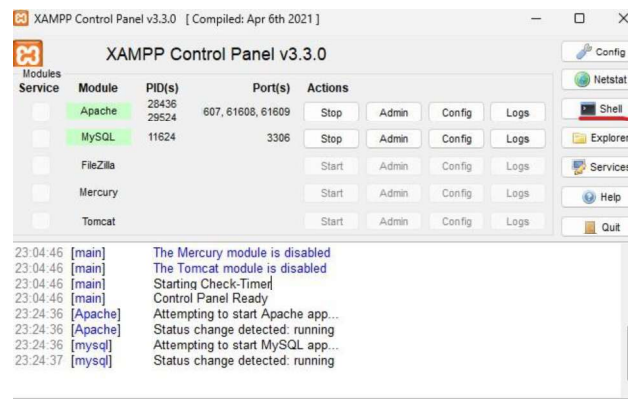 XAMPP Control Panel v3.3.0 [ Compiled: Apr 6th 2021 ]
XAMPP Control Panel v3.3.0
Config
Modules
Service Module PID(s) Port(s) Actions
Netstat
Apache 28436 29524 607, 61608, 61609 Stop Admin Config Logs
Shell
MySQL 11624 3306 Stop Admin Config Logs
Explorer
FileZilla Start Admin Config Logs
Services
Mercury Start Admin Config Logs
Help
Tomcat Start Admin Config Logs
Quit
23:04:46 [main] The Mercury module is disabled
23:04:46 [main] The Tomcat module is disabled
23:04:46 [main] Starting Check-Timer
23:04:46 [main] Control Panel Ready
23:24:36 [Apache] Attempting to start Apache app...
23:24:36 [Apache] Status change detected: running
23:24:36 [mysql] Attempting to start MySQL app...
23:24:37 [mysql] Status change detected: running